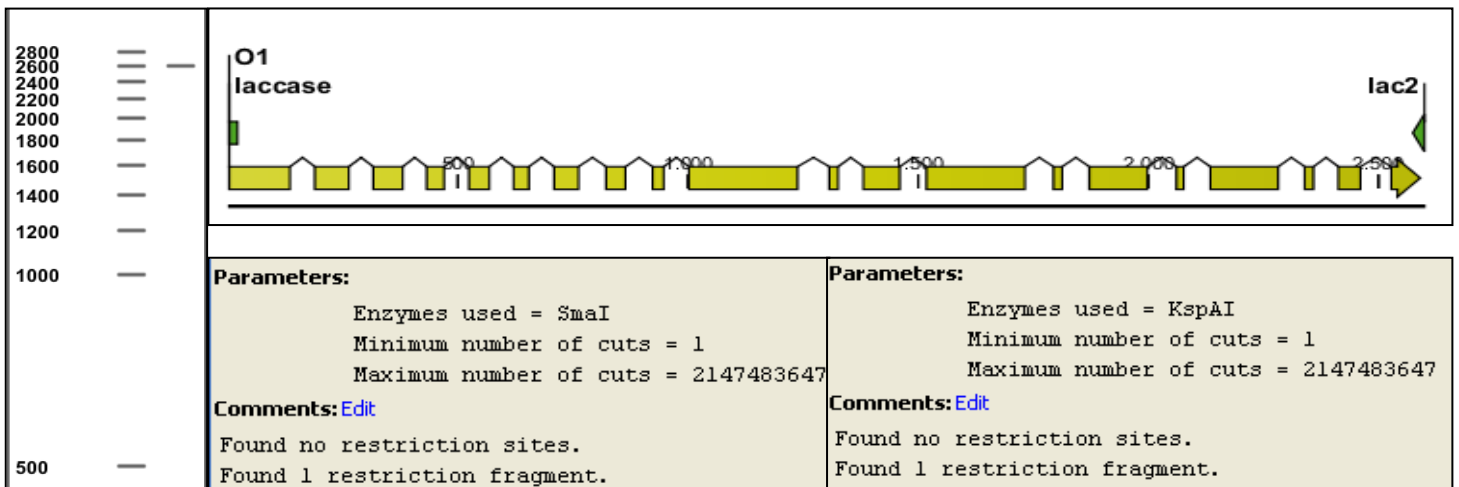 2800
2600
2400
2200
2000
1800
1600
1400
1200
1000
500
O1
laccase
lac2
500
1.000
1.500
2.000
2.500
Parameters:
Enzymes used = SmaI
Minimum number of cuts = 1
Maximum number of cuts = 2147483647
Comments: Edit
Found no restriction sites.
Found 1 restriction fragment.
Parameters:
Enzymes used = KspAI
Minimum number of cuts = 1
Maximum number of cuts = 2147483647
Comments: Edit
Found no restriction sites.
Found 1 restriction fragment.